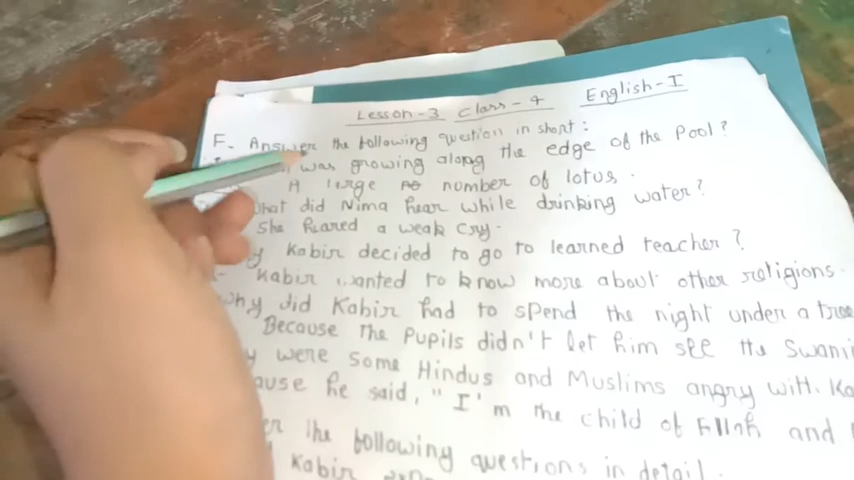 Lesson-3 Class-4 English-I
F. Answer the following question in short:
was growing along the edge of the Pool?
A large number of lotus.
what did Nima hear while drinking water?
She heared a weak cry.
Kabir decided to go to learned teacher?
Kabir wanted to know more about other religions.
why did Kabir had to spend the night under a tree
Because the Pupils didn't let him see the Swami
were some Hindus and Muslims angry with Ka
ause he said, "I'm the child of Allah and
er the following questions in detail.
Kabir